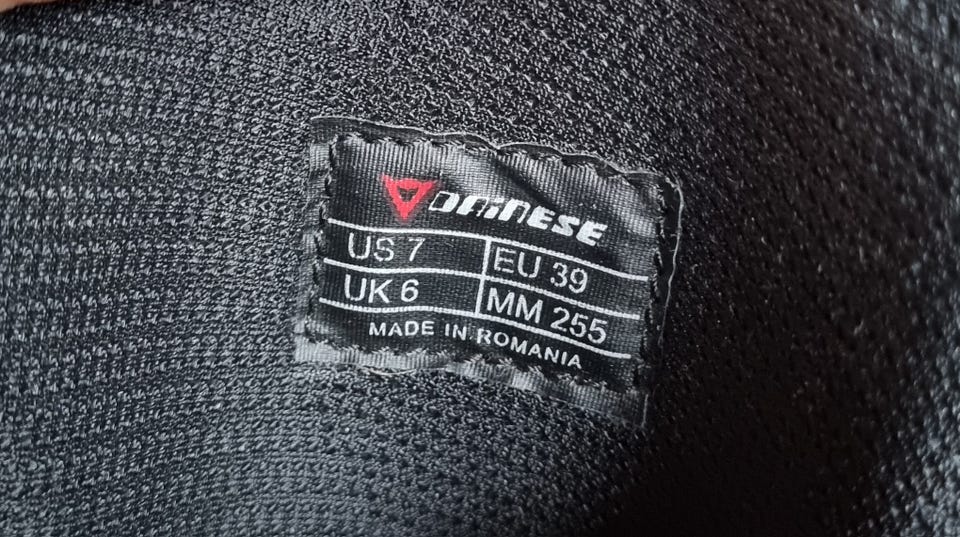 DAINESE
US 7 EU 39
UK 6 MM 255
MADE IN ROMANIA